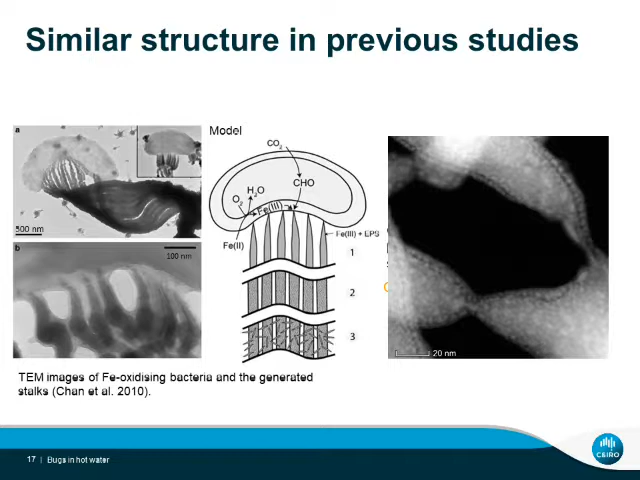 Similar structure in previous studies
a
500 nm
b
100 nm
Model
CO2
CHO
H2O
O2
Fe(III)
Fe(II)
Fe(III) + EPS
1
2
3
20 nm
TEM images of Fe-oxidising bacteria and the generated
stalks (Chan et al. 2010).
17 | Bugs in hot water
CSIRO